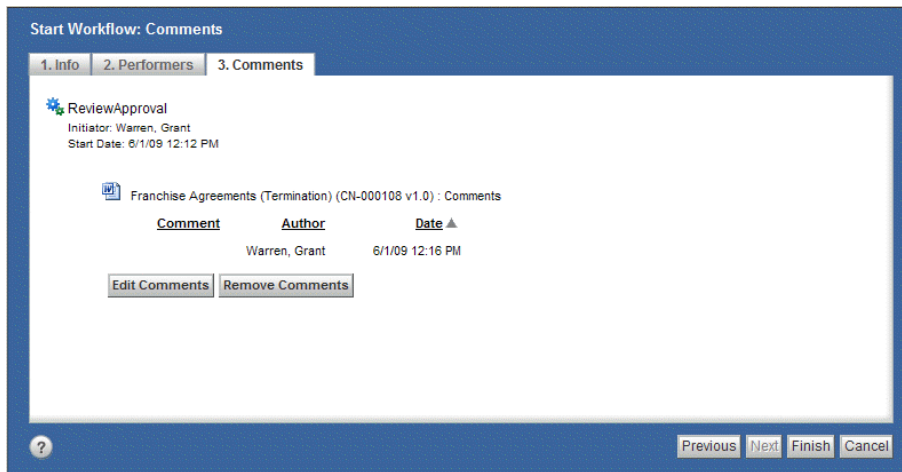 Start Workflow: Comments
1. Info 2. Performers 3. Comments
ReviewApproval
Initiator: Warren, Grant
Start Date: 6/1/09 12:12 PM
Franchise Agreements (Termination) (CN-000108 v1.0) : Comments
Comment Author Date
Warren, Grant 6/1/09 12:16 PM
Edit Comments Remove Comments
? Previous Next Finish Cancel